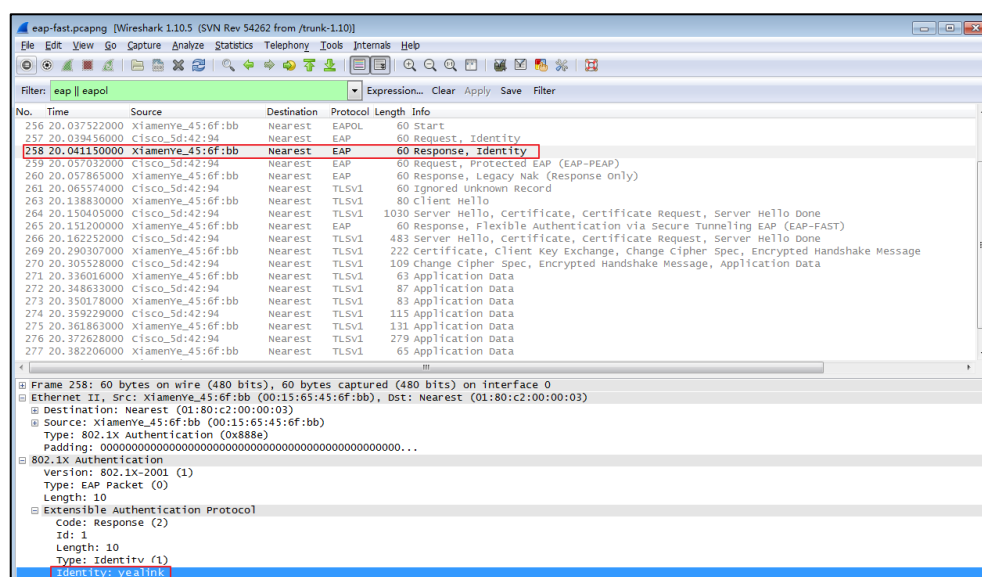 eap-fast.pcapng [Wireshark 1.10.5 (SVN Rev 54262 from /trunk-1.10)]
File Edit View Go Capture Analyze Statistics Telephony Tools Internals Help
Filter: eap || eapol Expression... Clear Apply Save Filter
No. Time Source Destination Protocol Length Info
256 20.037522000 XiamenYe_45:6f:bb Nearest EAPOL 60 Start
257 20.039456000 Cisco_5d:42:94 Nearest EAP 60 Request, Identity
258 20.041150000 XiamenYe_45:6f:bb Nearest EAP 60 Response, Identity
259 20.057032000 Cisco_5d:42:94 Nearest EAP 60 Request, Protected EAP (EAP-PEAP)
260 20.057865000 XiamenYe_45:6f:bb Nearest EAP 60 Response, Legacy Nak (Response Only)
261 20.065574000 Cisco_5d:42:94 Nearest TLSv1 60 Ignored Unknown Record
263 20.138830000 XiamenYe_45:6f:bb Nearest TLSv1 80 Client Hello
264 20.150405000 Cisco_5d:42:94 Nearest TLSv1 1030 Server Hello, Certificate, Certificate Request, Server Hello Done
265 20.151200000 XiamenYe_45:6f:bb Nearest EAP 60 Response, Flexible Authentication via Secure Tunneling EAP (EAP-FAST)
266 20.162252000 Cisco_5d:42:94 Nearest TLSv1 483 Server Hello, Certificate, Certificate Request, Server Hello Done
269 20.290307000 XiamenYe_45:6f:bb Nearest TLSv1 222 Certificate, Client Key Exchange, Change Cipher Spec, Encrypted Handshake Message
270 20.305528000 Cisco_5d:42:94 Nearest TLSv1 109 Change Cipher Spec, Encrypted Handshake Message, Application Data
271 20.336016000 XiamenYe_45:6f:bb Nearest TLSv1 63 Application Data
272 20.348633000 Cisco_5d:42:94 Nearest TLSv1 87 Application Data
273 20.350178000 XiamenYe_45:6f:bb Nearest TLSv1 83 Application Data
274 20.359229000 Cisco_5d:42:94 Nearest TLSv1 115 Application Data
275 20.361863000 XiamenYe_45:6f:bb Nearest TLSv1 131 Application Data
276 20.372628000 Cisco_5d:42:94 Nearest TLSv1 279 Application Data
277 20.382206000 XiamenYe_45:6f:bb Nearest TLSv1 65 Application Data
Frame 258: 60 bytes on wire (480 bits), 60 bytes captured (480 bits) on interface 0
Ethernet II, Src: XiamenYe_45:6f:bb (00:15:65:45:6f:bb), Dst: Nearest (01:80:c2:00:00:03)
Destination: Nearest (01:80:c2:00:00:03)
Source: XiamenYe_45:6f:bb (00:15:65:45:6f:bb)
Type: 802.1X Authentication (0x888e)
Padding: 000000000000000000000000000000000000000000000000...
802.1X Authentication
Version: 802.1X-2001 (1)
Type: EAP Packet (0)
Length: 10
Extensible Authentication Protocol
Code: Response (2)
Id: 1
Length: 10
Type: Identity (1)
Identity: yealink